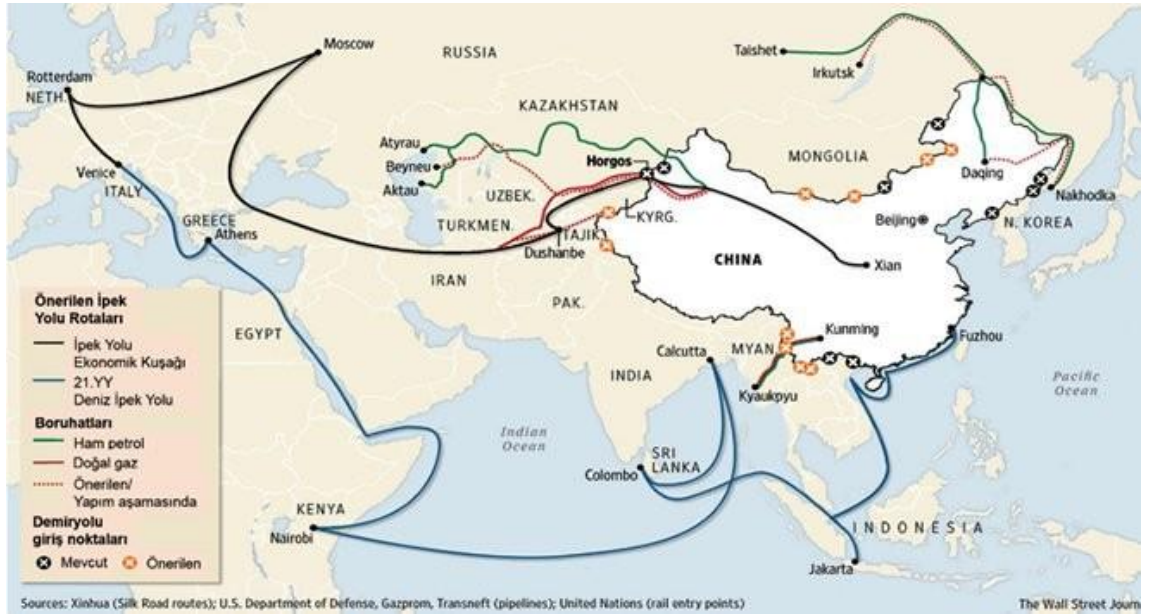 Moscow
RUSSIA
Taishet
Irkutsk
Rotterdam
NETH.
KAZAKHSTAN
Atyrau
Beyneu
Aktau
Horgos
MONGOLIA
Daqing
Nakhodka
Venice
ITALY
UZBEK.
KYRG.
Beijing
N. KOREA
GREECE
Athens
TURKMEN.
TAJIK.
Dushanbe
CHINA
Xian
IRAN
PAK.
EGYPT
Calcutta
MYAN.
Kunming
Fuzhou
INDIA
Kyaukpyu
Pacific
Ocean
Indian
Ocean
SRI
LANKA
Colombo
KENYA
Nairobi
INDONESIA
Jakarta
Önerilen İpek
Yolu Rotaları
İpek Yolu
Ekonomik Kuşağı
21.YY
Deniz İpek Yolu
Boruhatları
Ham petrol
Doğal gaz
Önerilen/
Yapım aşamasında
Demiryolu
giriş noktaları
Mevcut Önerilen
Sources: Xinhua (Silk Road routes); U.S. Department of Defense, Gazprom, Transneft (pipelines); United Nations (rail entry points)
The Wall Street Journ